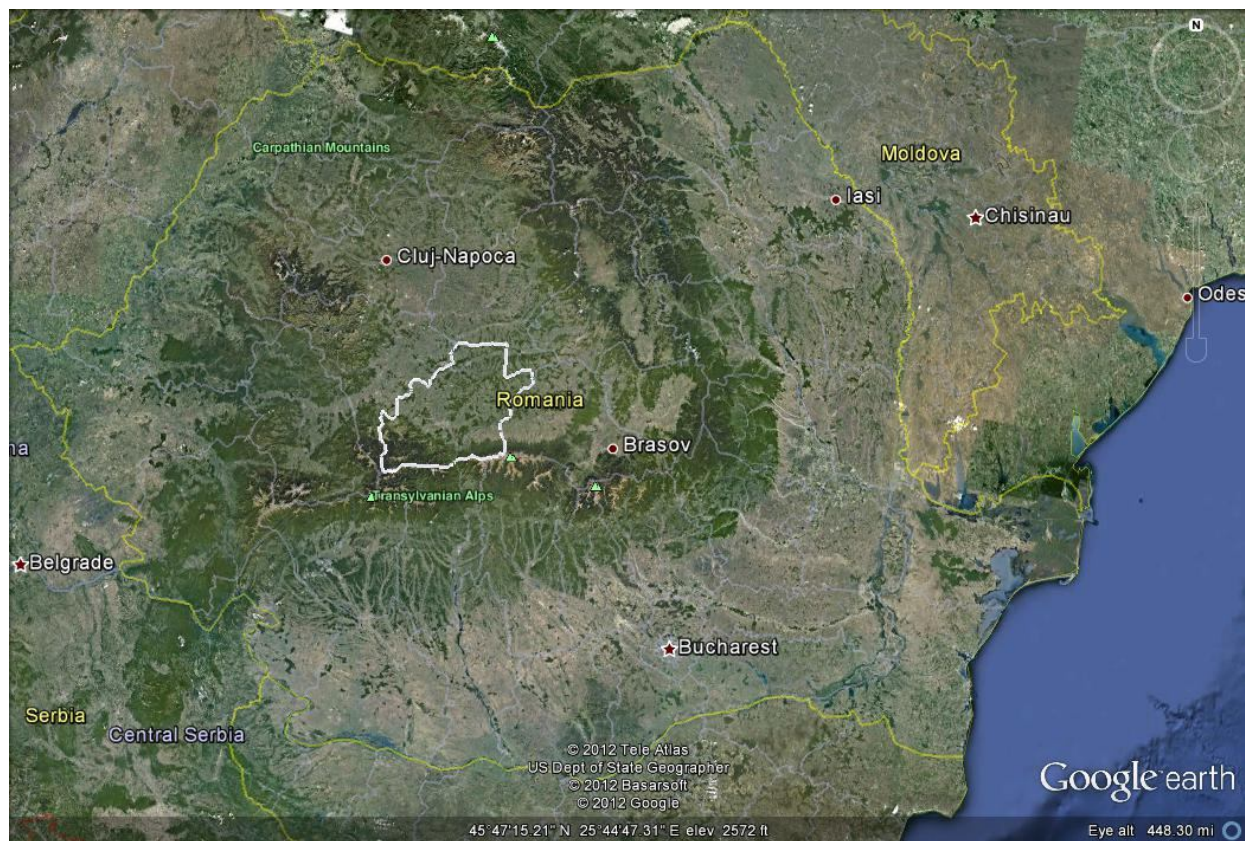 N
Carpathian Mountains
Moldova
Iasi
Chisinau
Cluj-Napoca
Odes
Romania
Brasov
na
Transylvanian Alps
Belgrade
Bucharest
Serbia
Central Serbia
© 2012 Tele Atlas
US Dept of State Geographer
© 2012 Basarsoft
© 2012 Google
Google earth
45°47'15.21" N 25°44'47.31" E elev 2572 ft
Eye alt 448.30 mi